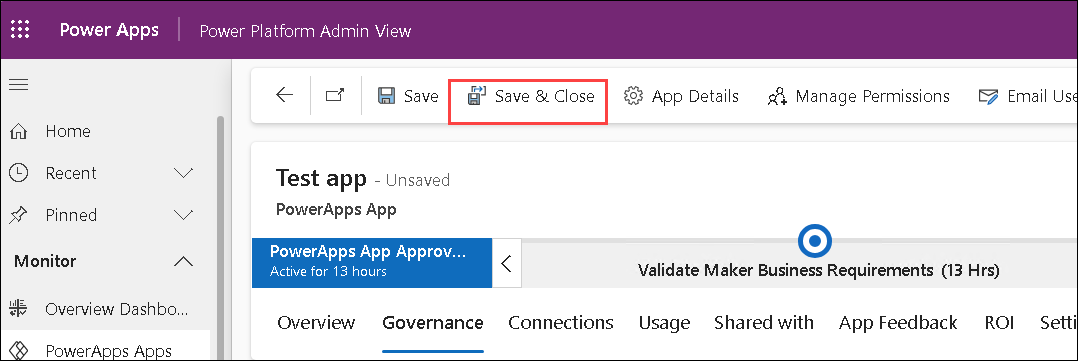 Power Apps Power Platform Admin View
Save Save & Close App Details Manage Permissions Email Use
Home
Recent
Pinned
Monitor
Overview Dashbo...
PowerApps Apps
Test app - Unsaved
PowerApps App
PowerApps App Approv...
Active for 13 hours
Validate Maker Business Requirements (13 Hrs)
Overview Governance Connections Usage Shared with App Feedback ROI Setti